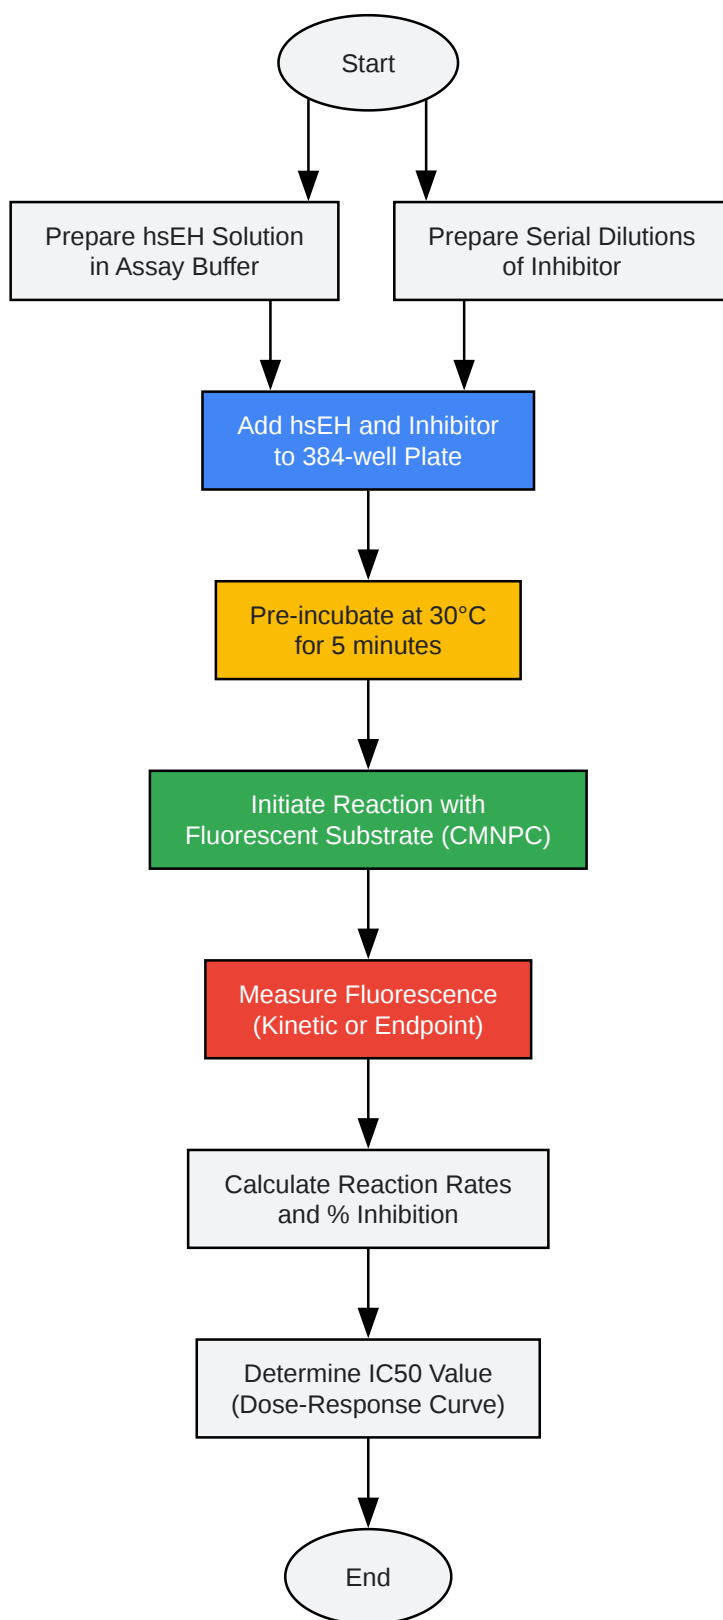 Start
Prepare hsEH Solution
in Assay Buffer
Prepare Serial Dilutions
of Inhibitor
Add hsEH and Inhibitor
to 384-well Plate
Pre-incubate at 30°C
for 5 minutes
Initiate Reaction with
Fluorescent Substrate (CMNPC)
Measure Fluorescence
(Kinetic or Endpoint)
Calculate Reaction Rates
and % Inhibition
Determine IC50 Value
(Dose-Response Curve)
End